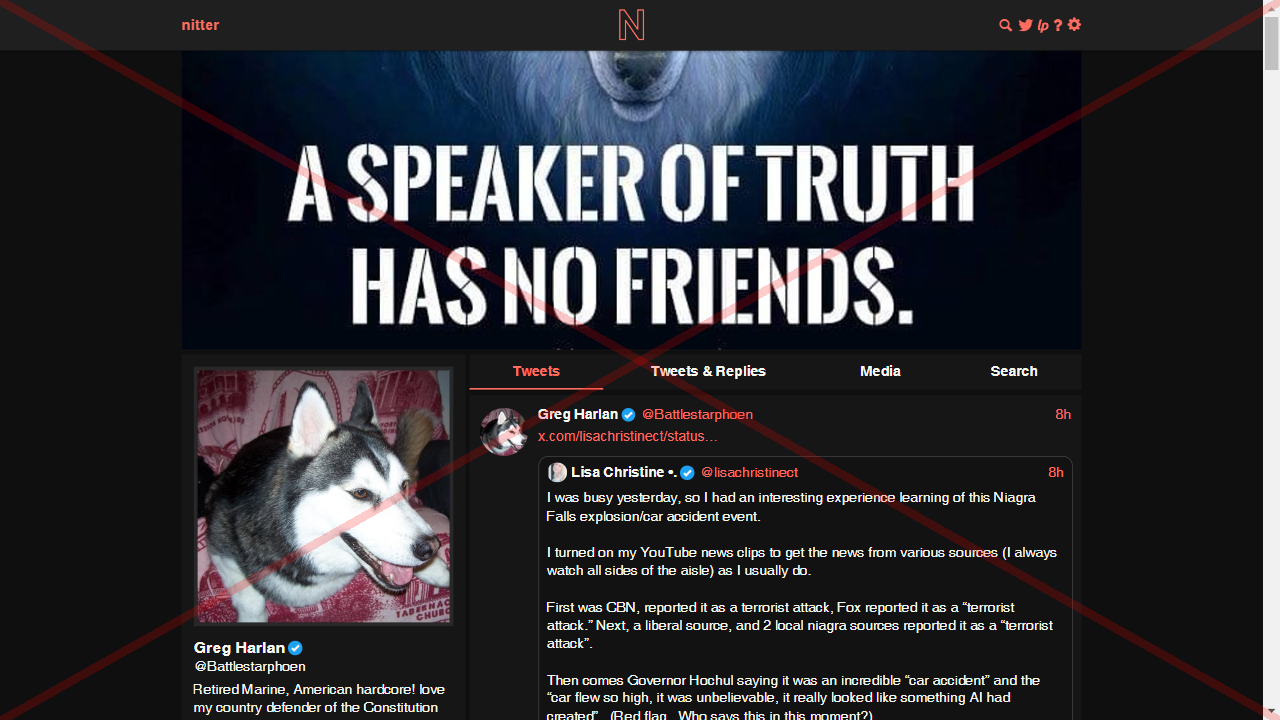 nitter
N
lp ?
A SPEAKER OF TRUTH
HAS NO FRIENDS.
Tweets
Tweets & Replies
Media
Search
Greg Harlan @Battlestarphoen 8h
x.com/lisachristinect/status…
Lisa Christine •. @lisachristinect 8h
I was busy yesterday, so I had an interesting experience learning of this Niagra
Falls explosion/car accident event.
I turned on my YouTube news clips to get the news from various sources (I always
watch all sides of the aisle) as I usually do.
First was CBN, reported it as a terrorist attack, Fox reported it as a “terrorist
attack.” Next, a liberal source, and 2 local niagra sources reported it as a “terrorist
attack”.
Then comes Governor Hochul saying it was an incredible “car accident” and the
“car flew so high, it was unbelievable, it really looked like something AI had
created”. (Red flag. Who says this in this moment?)
TABERNAC
CHURC
Greg Harlan
@Battlestarphoen
Retired Marine, American hardcore! love
my country defender of the Constitution